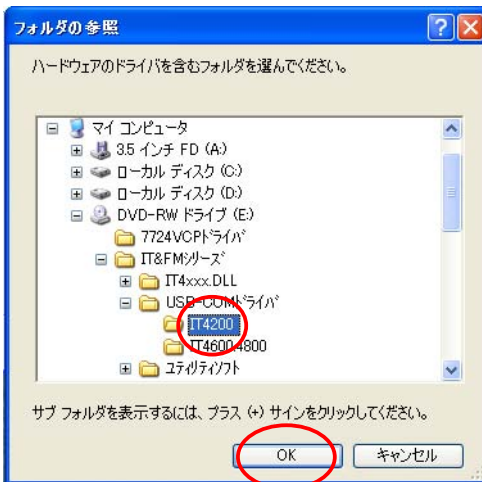 フォルダの参照
ハードウェアのドライバを含むフォルダを選んでください。
マイ コンピュータ
3.5 インチ FD (A:)
ローカル ディスク (C:)
ローカル ディスク (D:)
DVD-RW ドライブ (E:)
7724VCPﾄﾞﾗｲﾊﾞ
IT&FMｼﾘｰｽﾞ
IT4xxx.DLL
USB-COMﾄﾞﾗｲﾊﾞ
IT4200
IT4600,4800
ﾕﾃｨﾘﾃｨｿﾌﾄ
サブ フォルダを表示するには、プラス (+) サインをクリックしてください。
OK キャンセル